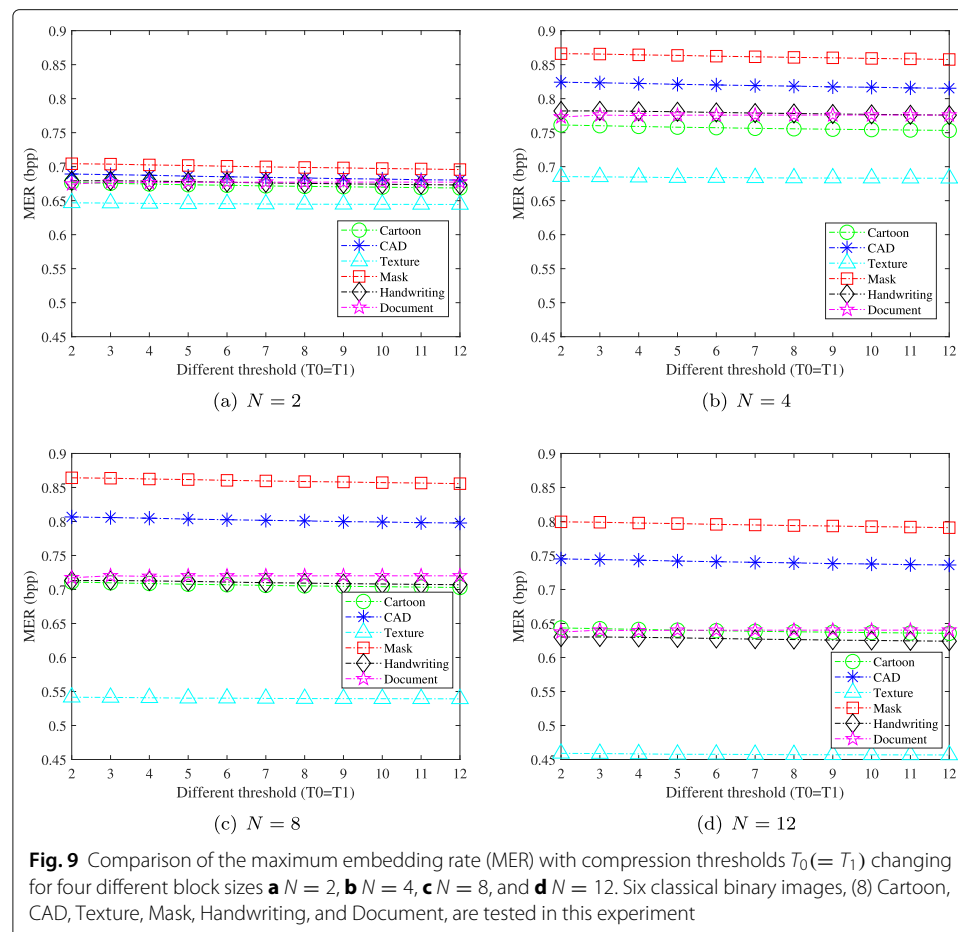 0.9
0.85
0.8
0.75
0.7
0.65
0.6
0.55
0.5
0.45
MER (bpp)
2 3 4 5 6 7 8 9 10 11 12
Different threshold (T0=T1)
Cartoon
CAD
Texture
Mask
Handwriting
Document
(a) N = 2
0.9
0.85
0.8
0.75
0.7
0.65
0.6
0.55
0.5
0.45
MER (bpp)
2 3 4 5 6 7 8 9 10 11 12
Different threshold (T0=T1)
Cartoon
CAD
Texture
Mask
Handwriting
Document
(b) N = 4
0.9
0.85
0.8
0.75
0.7
0.65
0.6
0.55
0.5
0.45
MER (bpp)
2 3 4 5 6 7 8 9 10 11 12
Different threshold (T0=T1)
Cartoon
CAD
Texture
Mask
Handwriting
Document
(c) N = 8
0.9
0.85
0.8
0.75
0.7
0.65
0.6
0.55
0.5
0.45
MER (bpp)
2 3 4 5 6 7 8 9 10 11 12
Different threshold (T0=T1)
Cartoon
CAD
Texture
Mask
Handwriting
Document
(d) N = 12
Fig. 9 Comparison of the maximum embedding rate (MER) with compression thresholds T₀(= T₁) changing
for four different block sizes a N = 2, b N = 4, c N = 8, and d N = 12. Six classical binary images, (8) Cartoon,
CAD, Texture, Mask, Handwriting, and Document, are tested in this experiment